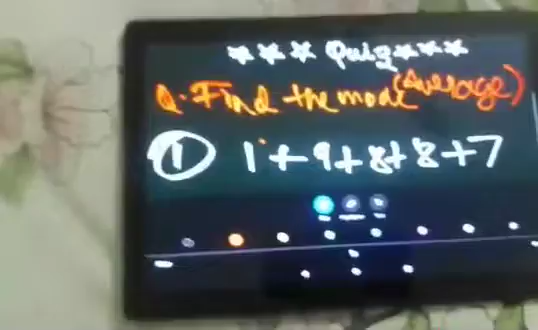 *** Quiz***
Q. Find the mode (Average)
① 1+9+8+8+7